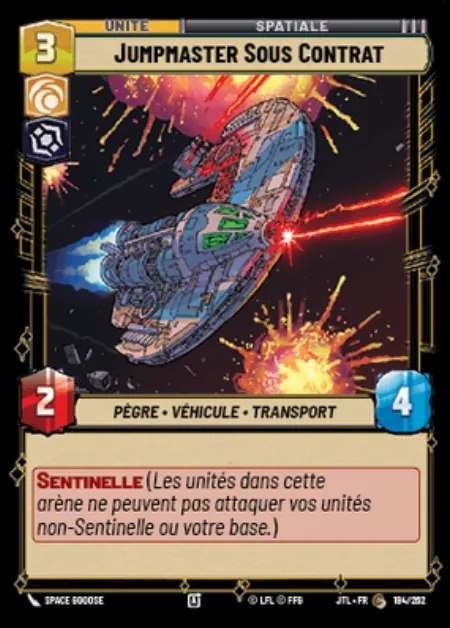 UNITÉ SPATIALE
3 JUMPMASTER SOUS CONTRAT
2 PÈGRE • VÉHICULE • TRANSPORT 4
SENTINELLE (Les unités dans cette
arène ne peuvent pas attaquer vos unités
non-Sentinelle ou votre base.)
SPACE GOOOSE © LFL © FFG JTL • FR C 184/262